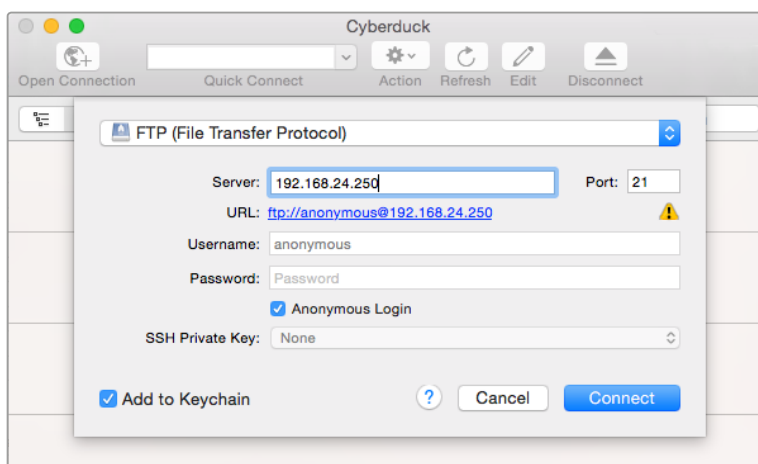 Cyberduck
Open Connection Quick Connect Action Refresh Edit Disconnect
FTP (File Transfer Protocol)
Server: 192.168.24.250 Port: 21
URL: ftp://anonymous@192.168.24.250
Username: anonymous
Password: Password
Anonymous Login
SSH Private Key: None
Add to Keychain ? Cancel Connect